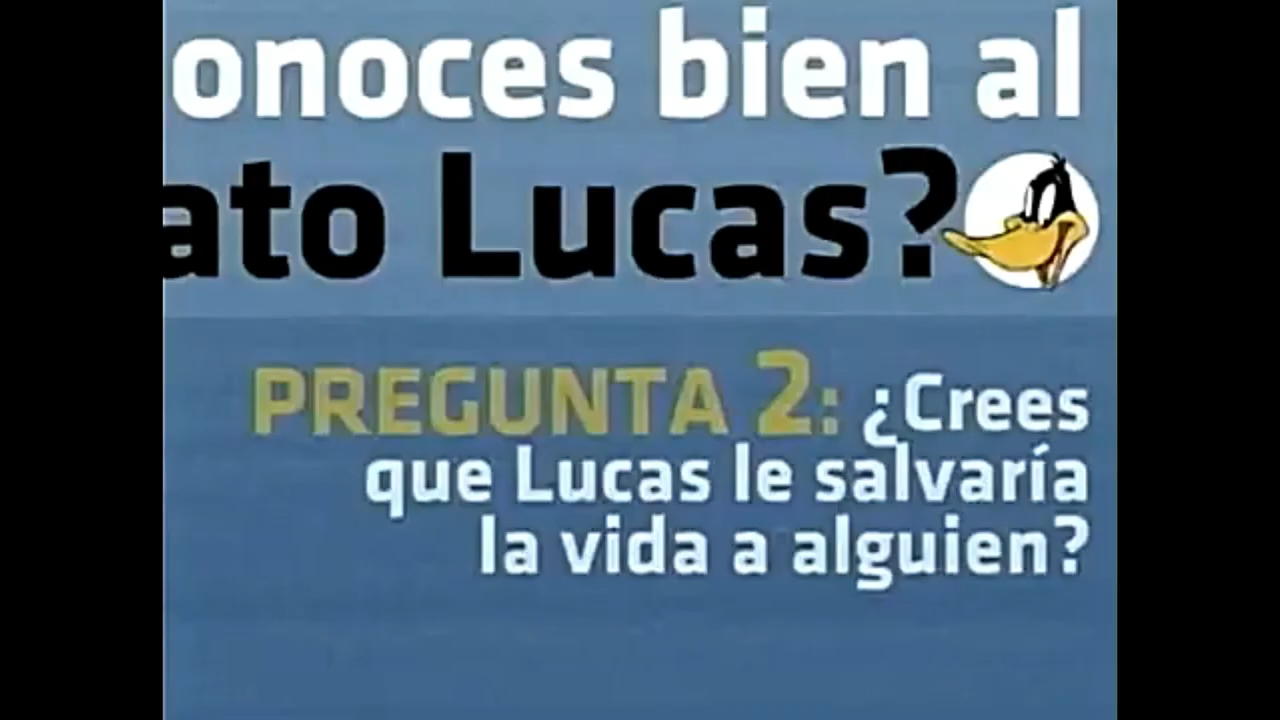 onoces bien al
ato Lucas?
PREGUNTA 2: ¿Crees
que Lucas le salvaría
la vida a alguien?